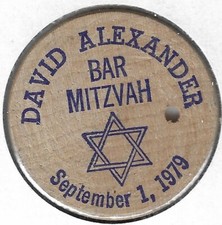 DAVID ALEXANDER
BAR
MITZVAH
September 1, 1979